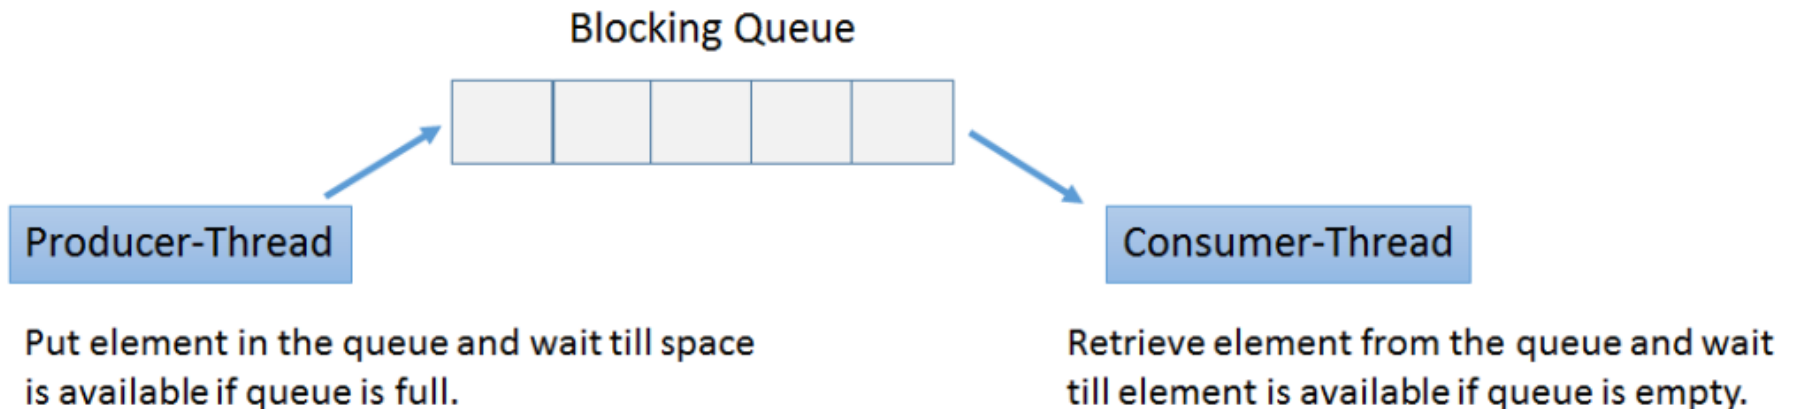 Blocking Queue
Producer-Thread
Consumer-Thread
Put element in the queue and wait till space
is available if queue is full.
Retrieve element from the queue and wait
till element is available if queue is empty.